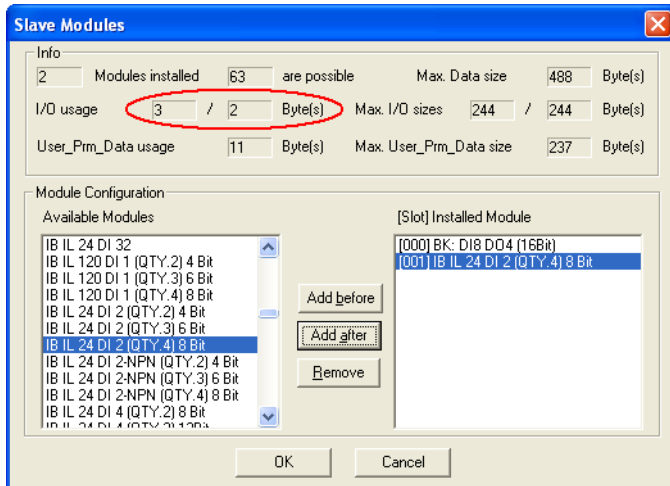 Slave Modules
Info
2 Modules installed 63 are possible Max. Data size 488 Byte(s)
I/O usage 3 / 2 Byte(s) Max. I/O sizes 244 / 244 Byte(s)
User_Prm_Data usage 11 Byte(s) Max. User_Prm_Data size 237 Byte(s)
Module Configuration
Available Modules
IB IL 24 DI 32
IB IL 120 DI 1 (QTY.2) 4 Bit
IB IL 120 DI 1 (QTY.3) 6 Bit
IB IL 120 DI 1 (QTY.4) 8 Bit
IB IL 24 DI 2 (QTY.2) 4 Bit
IB IL 24 DI 2 (QTY.3) 6 Bit
IB IL 24 DI 2 (QTY.4) 8 Bit
IB IL 24 DI 2-NPN (QTY.2) 4 Bit
IB IL 24 DI 2-NPN (QTY.3) 6 Bit
IB IL 24 DI 2-NPN (QTY.4) 8 Bit
IB IL 24 DI 4 (QTY.2) 8 Bit
IB IL 24 DI 4 (QTY.3) 12Bit
Add before
Add after
Remove
[Slot] Installed Module
[000] BK: DI8 DO4 (16Bit)
[001] IB IL 24 DI 2 (QTY.4) 8 Bit
OK Cancel